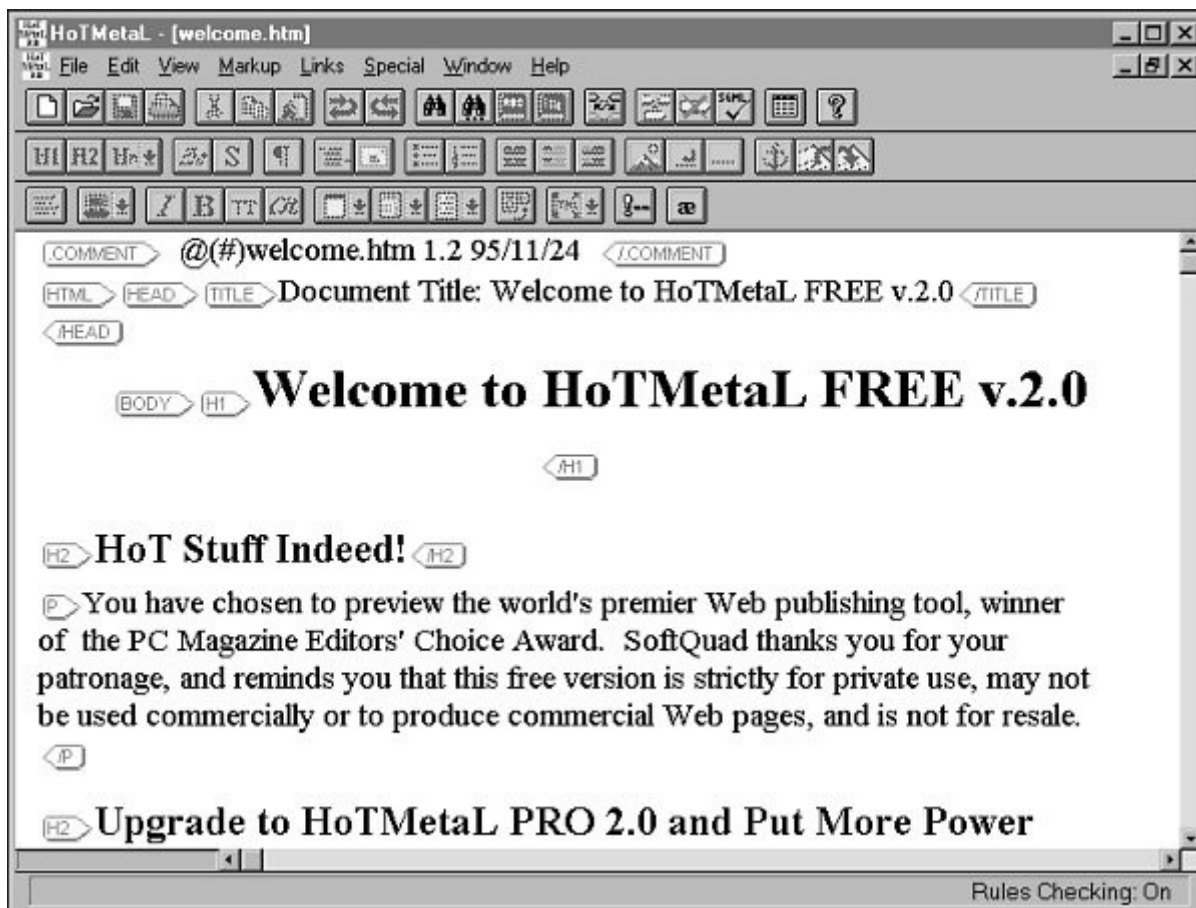 HoTMetaL - [welcome.htm]
File Edit View Markup Links Special Window Help
SGML
H1 H2 Hn S ¶
I B TT æ
.COMMENT @(#)welcome.htm 1.2 95/11/24 /.COMMENT
HTML HEAD TITLE Document Title: Welcome to HoTMetaL FREE v.2.0 /TITLE
/HEAD
BODY H1 Welcome to HoTMetaL FREE v.2.0
/H1
H2 HoT Stuff Indeed! /H2
P You have chosen to preview the world's premier Web publishing tool, winner
of the PC Magazine Editors' Choice Award. SoftQuad thanks you for your
patronage, and reminds you that this free version is strictly for private use, may not
be used commercially or to produce commercial Web pages, and is not for resale.
/P
H2 Upgrade to HoTMetaL PRO 2.0 and Put More Power
Rules Checking: On